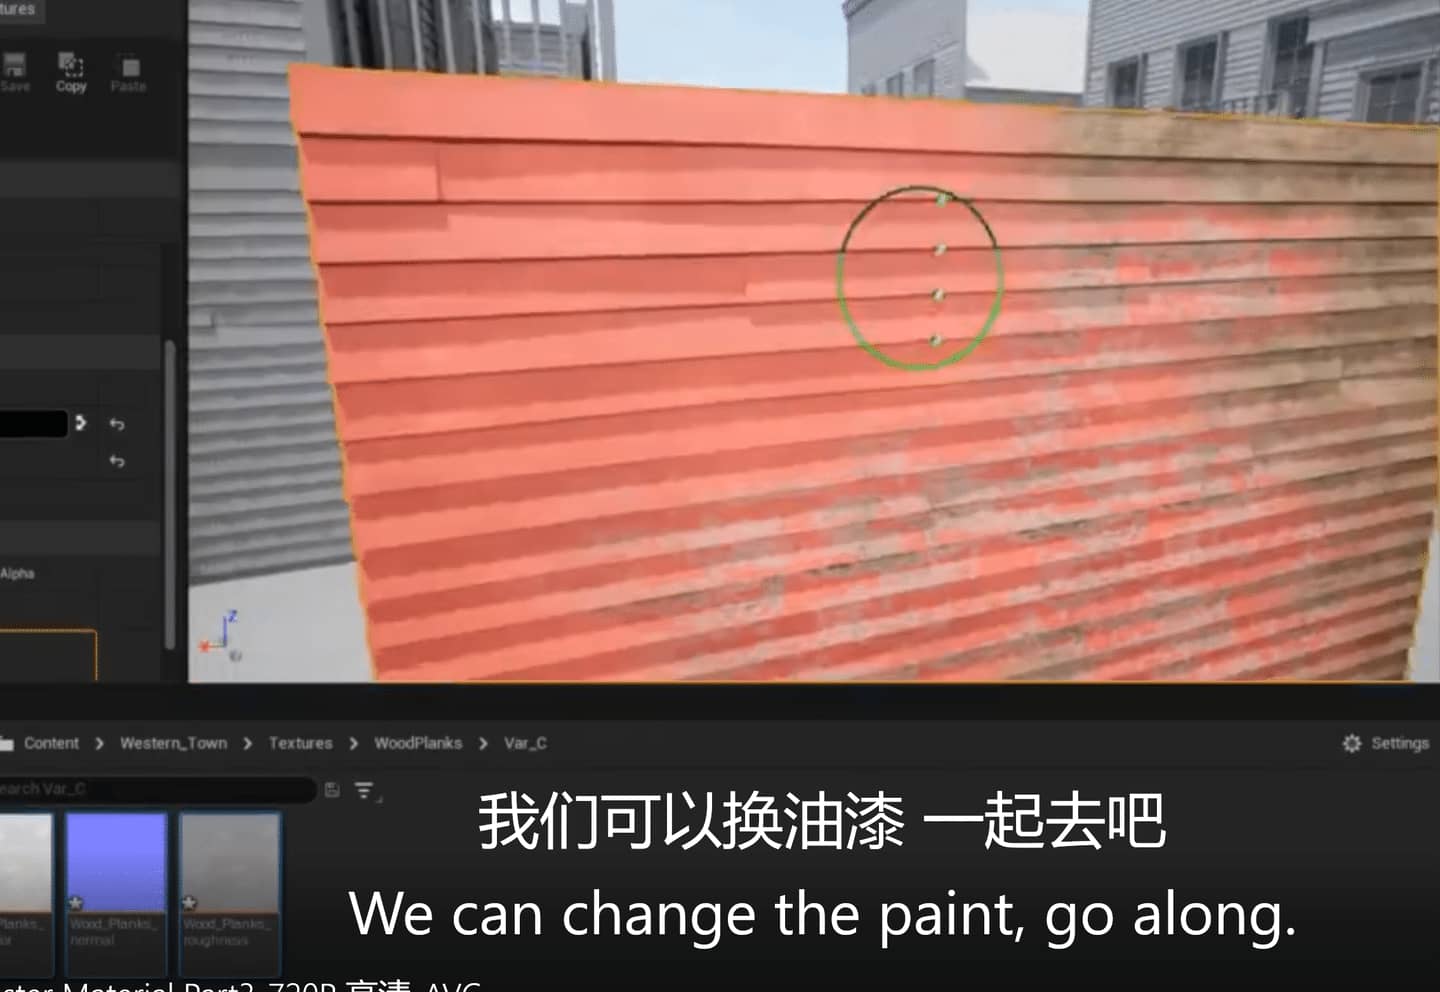 tures
Save Copy Paste
Z
Alpha
Content Western_Town Textures WoodPlanks Var_C Settings
earch Var_C
我们可以换油漆 一起去吧
We can change the paint, go along.
Planks_
or
Wood_Planks_
normal
Wood_Planks_
roughness
ster Material Part2-720P 高清-AVC